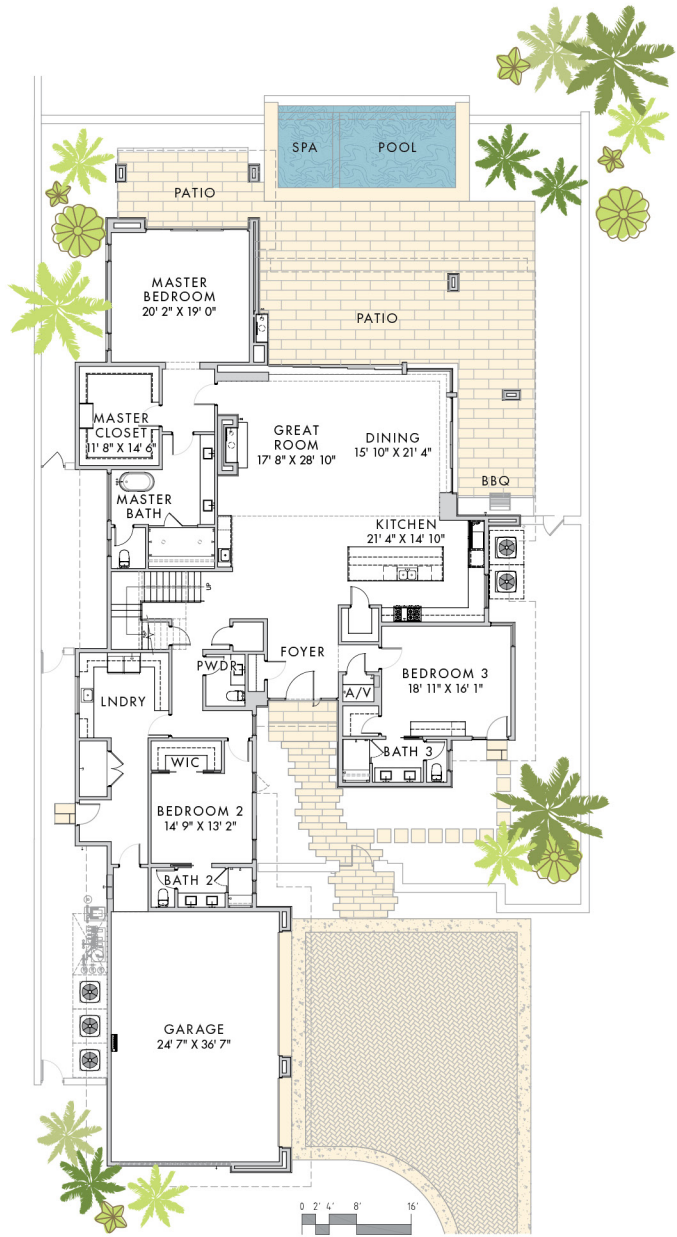 SPA
POOL
PATIO
MASTER
BEDROOM
20' 2" X 19' 0"
PATIO
MASTER
CLOSET
11' 8" X 14' 6"
GREAT
ROOM
17' 8" X 28' 10"
DINING
15' 10" X 21' 4"
BBQ
MASTER
BATH
KITCHEN
21' 4" X 14' 10"
UP
FOYER
PWDR
BEDROOM 3
18' 11" X 16' 1"
A/V
LNDRY
BATH 3
WIC
BEDROOM 2
14' 9" X 13' 2"
BATH 2
GARAGE
24' 7" X 36' 7"
0 2' 4' 8' 16'